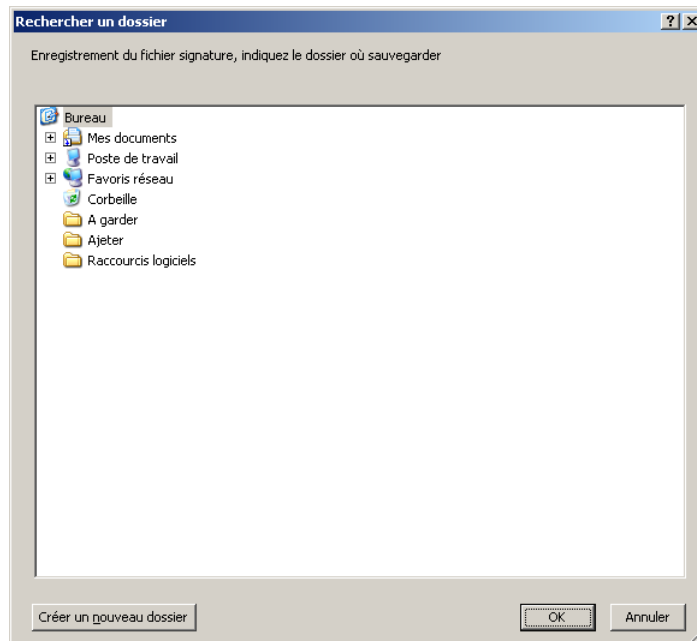 Rechercher un dossier
Enregistrement du fichier signature, indiquez le dossier où sauvegarder
Bureau
Mes documents
Poste de travail
Favoris réseau
Corbeille
A garder
Ajeter
Raccourcis logiciels
Créer un nouveau dossier OK Annuler